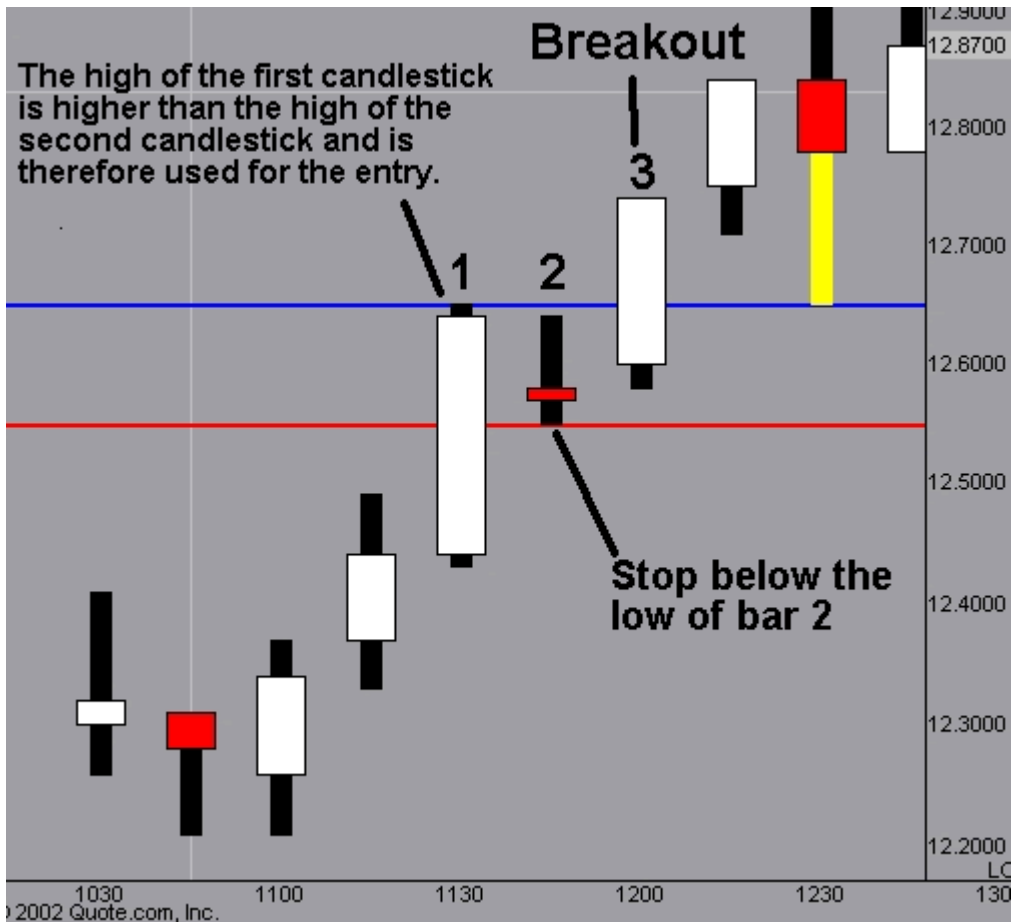 12.9000
Breakout
12.8700
The high of the first candlestick
is higher than the high of the
second candlestick and is
therefore used for the entry.
12.8000
3
12.7000
1
2
12.6000
12.5000
Stop below the
low of bar 2
12.4000
12.3000
12.2000
LO
1030
1100
1130
1200
1230
130
2002 Quote.com, Inc.